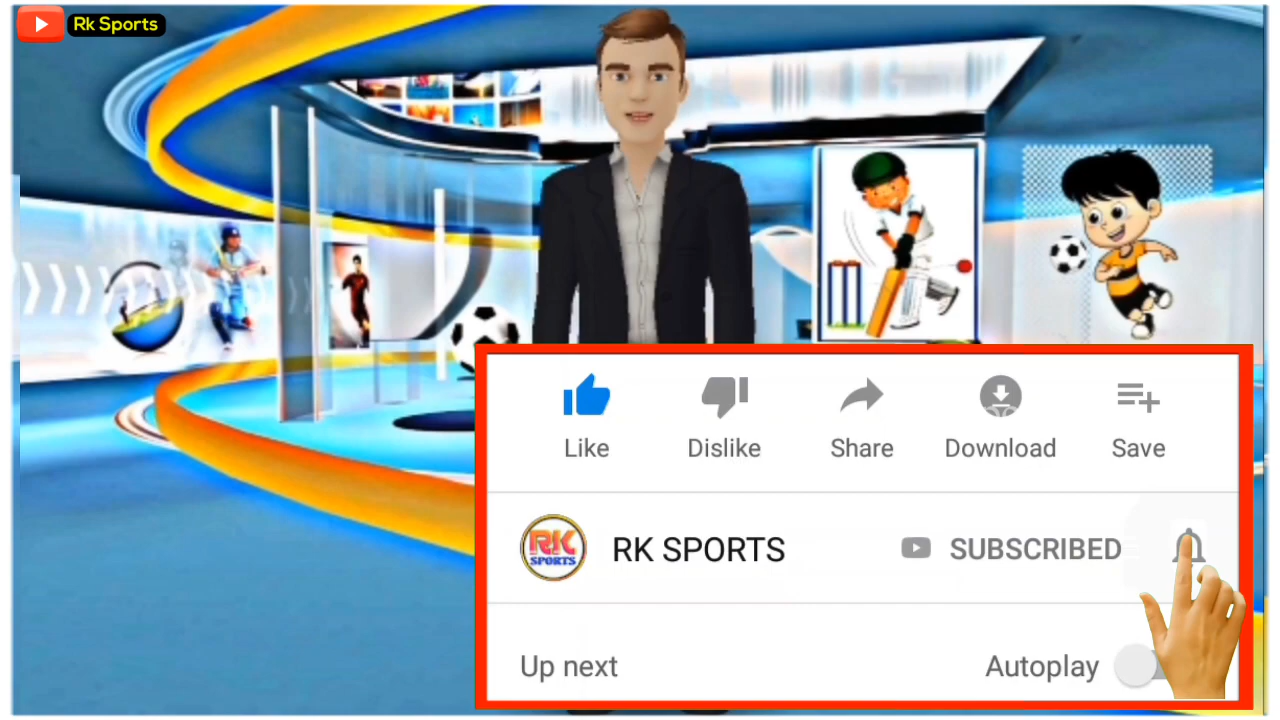 Rk Sports
Like Dislike Share Download Save
RK SPORTS
RK SPORTS SUBSCRIBED
Up next Autoplay